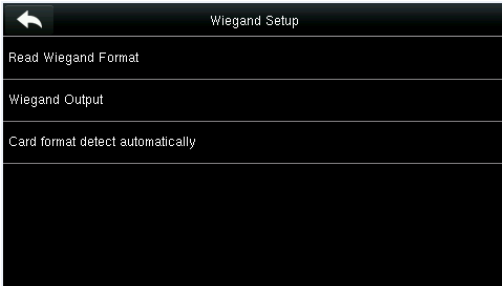 Wiegand Setup
Read Wiegand Format
Wiegand Output
Card format detect automatically